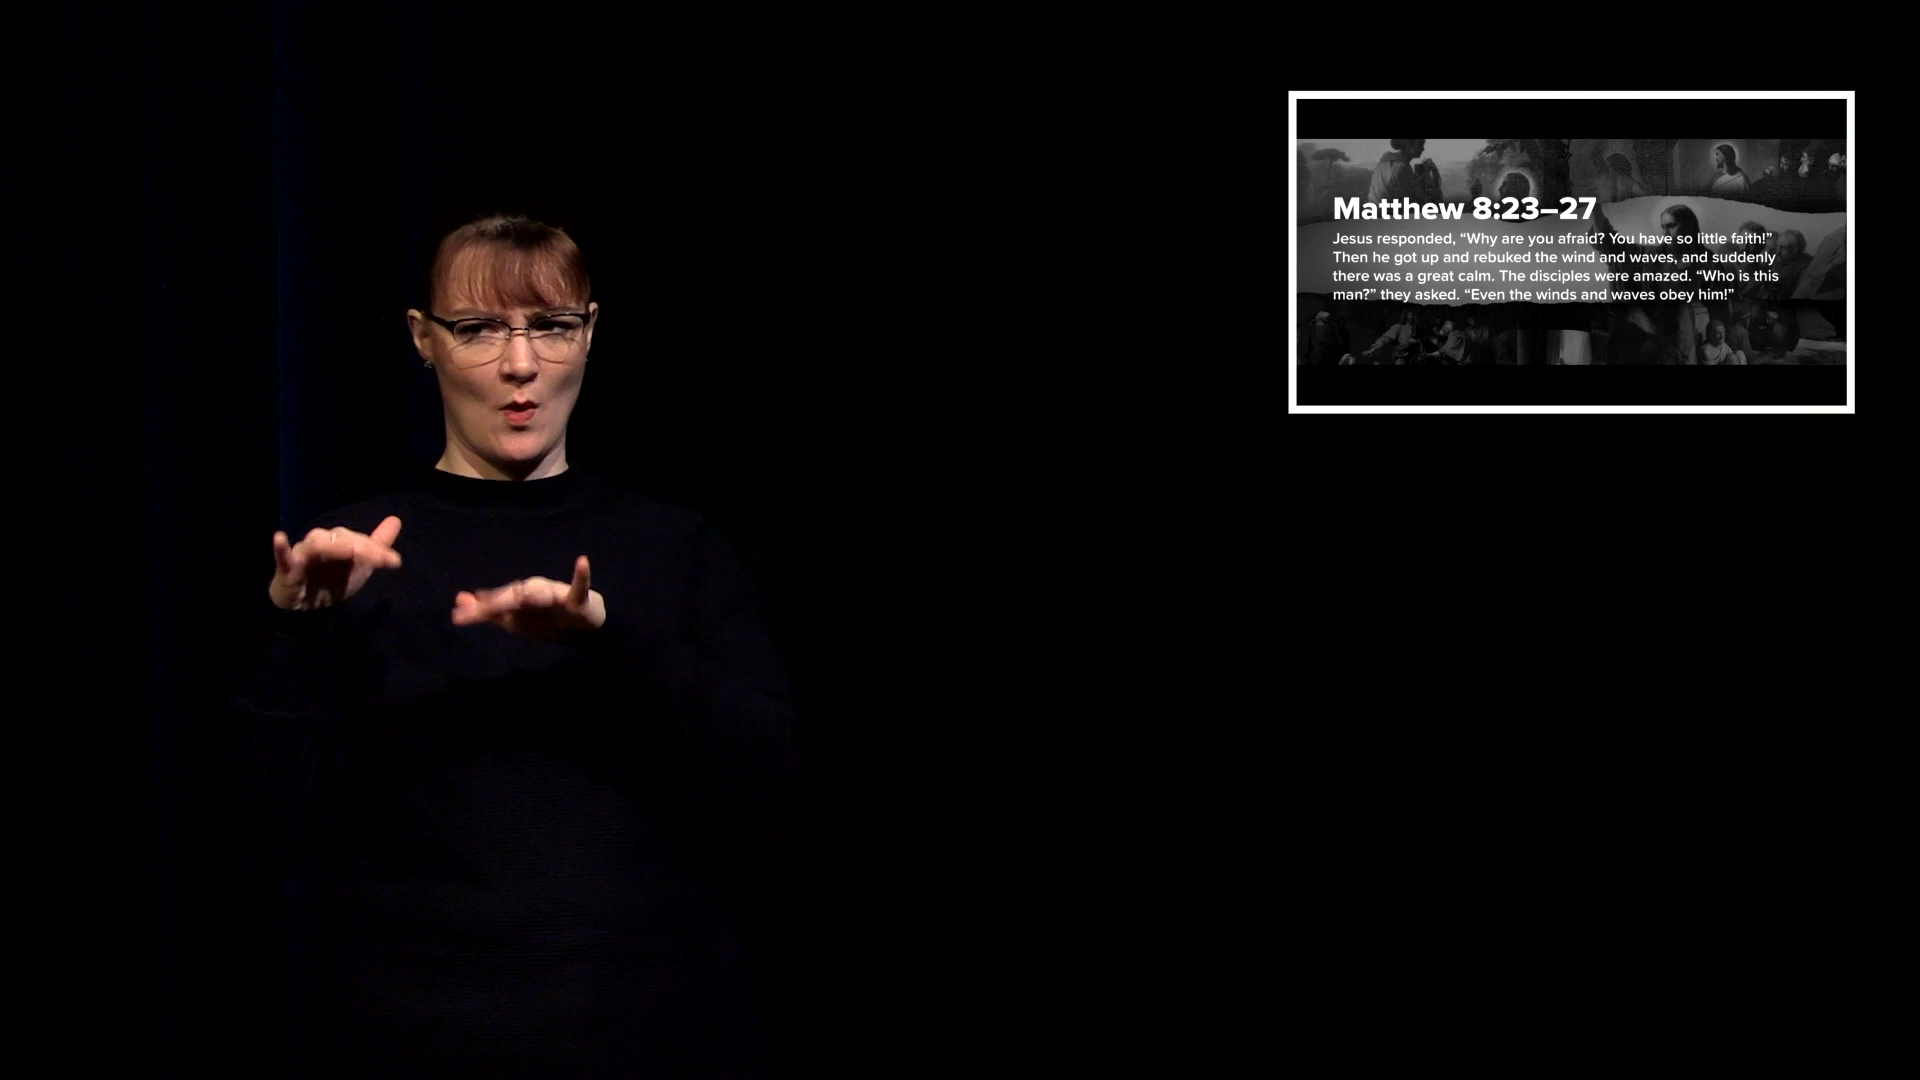 Matthew 8:23–27
Jesus responded, “Why are you afraid? You have so little faith!”
Then he got up and rebuked the wind and waves, and suddenly
there was a great calm. The disciples were amazed. “Who is this
man?” they asked. “Even the winds and waves obey him!”